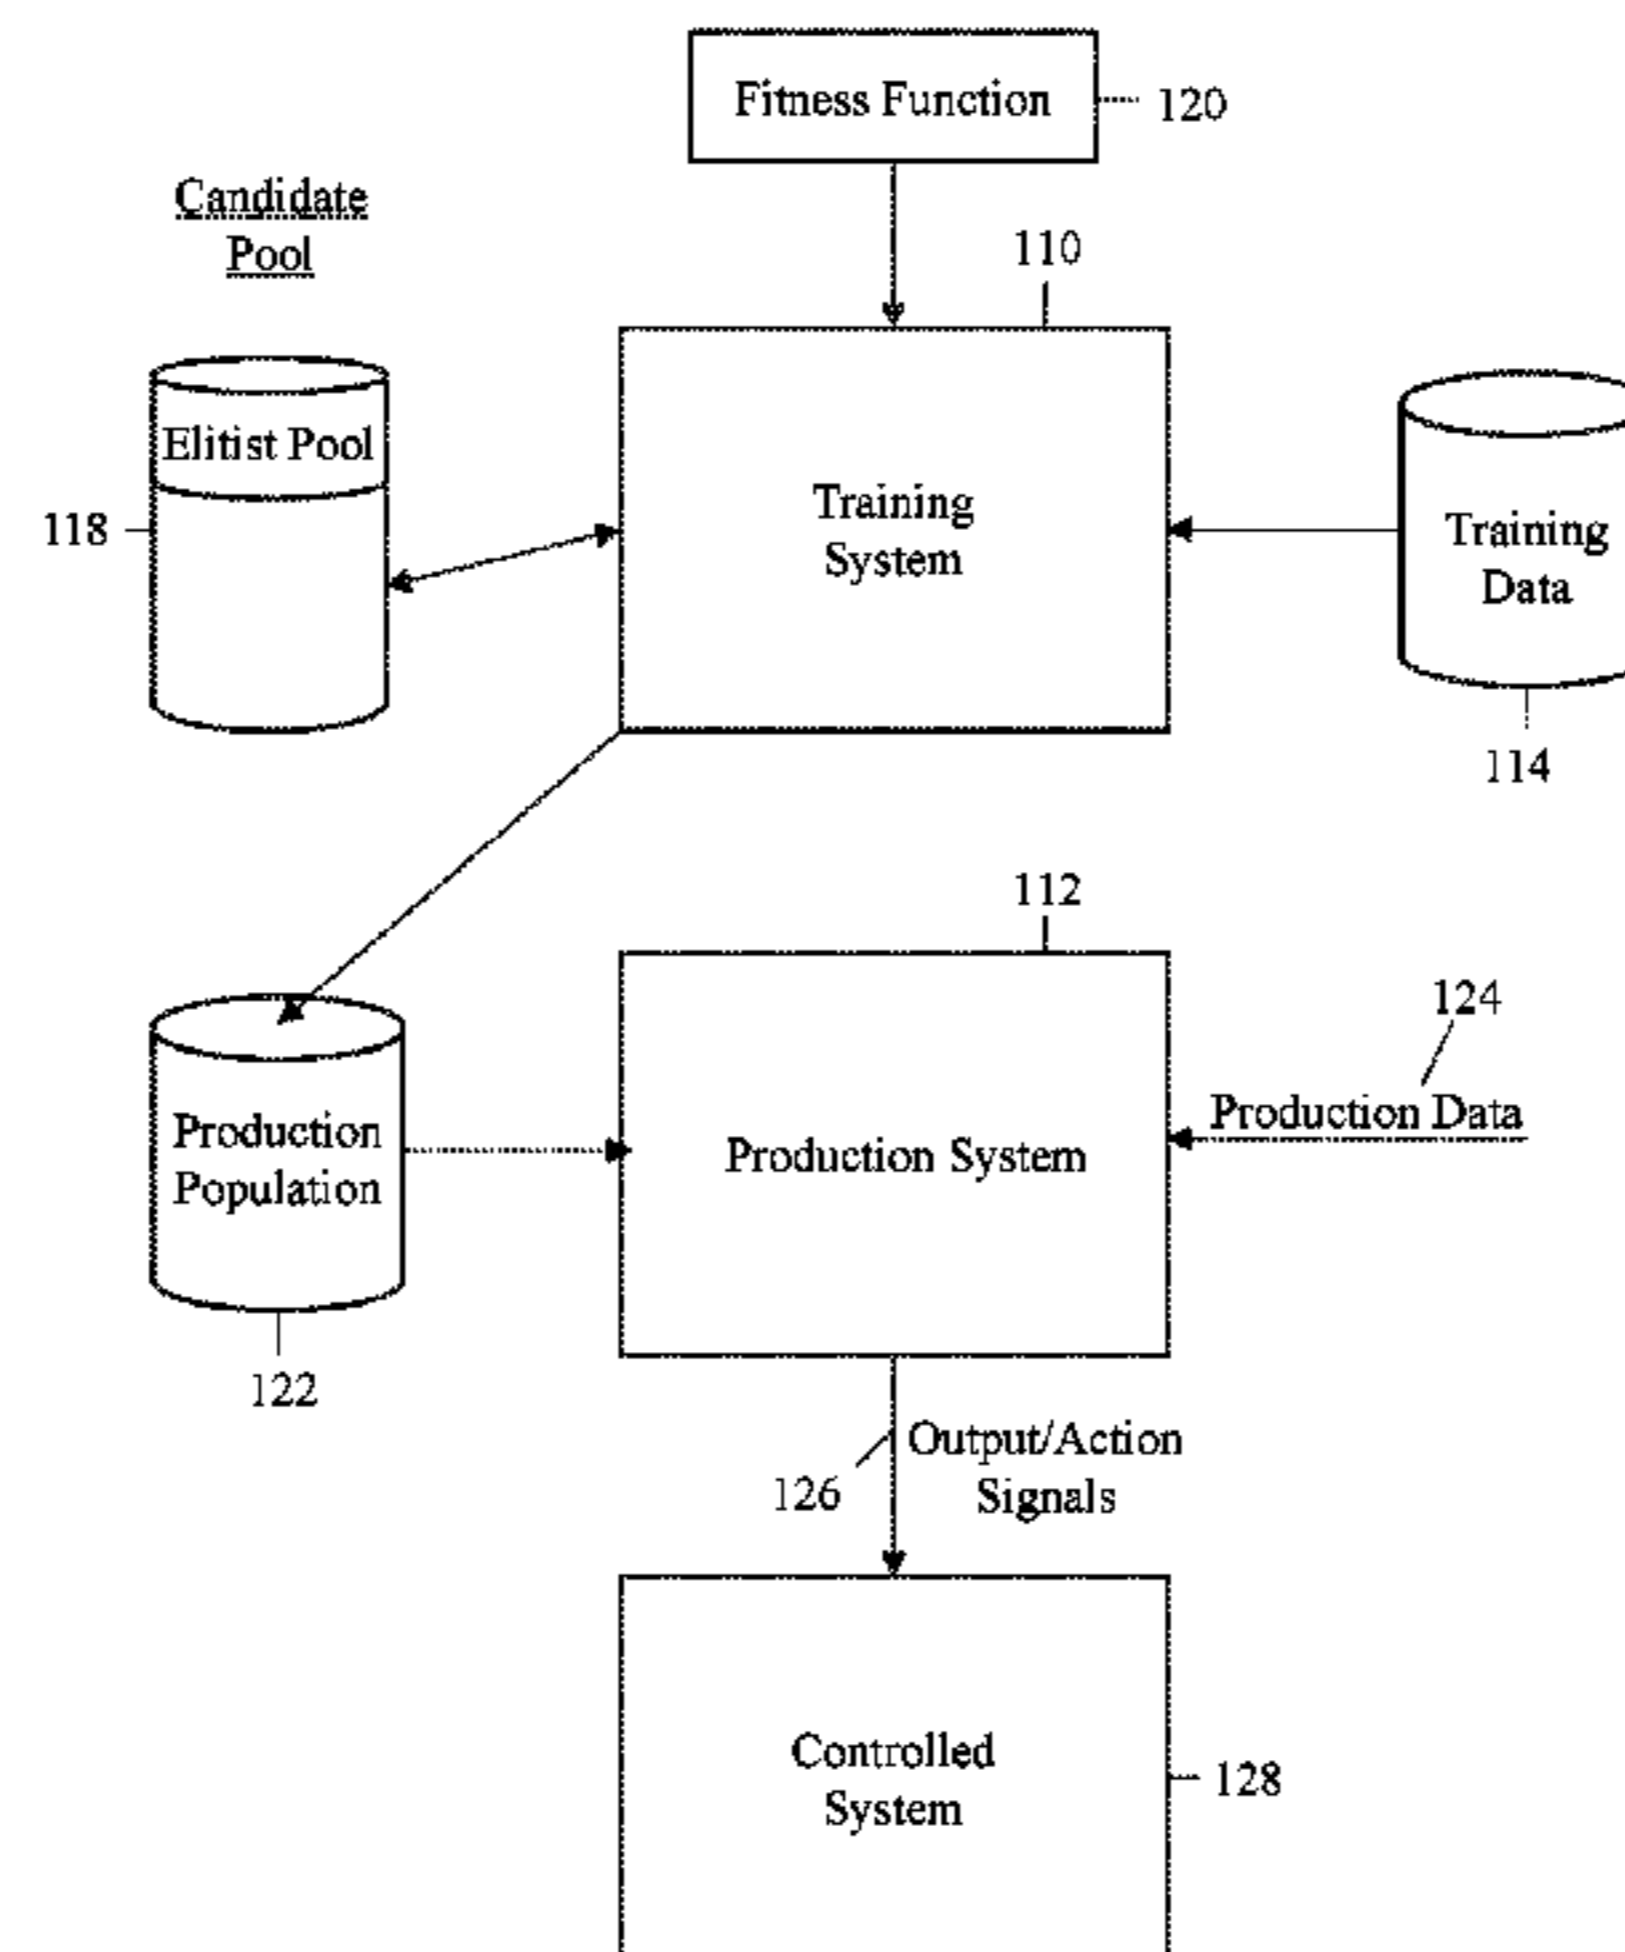 Fitness Function
120
Candidate
Pool
110
Elitist Pool
118
Training
System
Training
Data
114
112
124
Production Data
Production
Population
Production System
122
Output/Action
Signals
126
Controlled
System
128